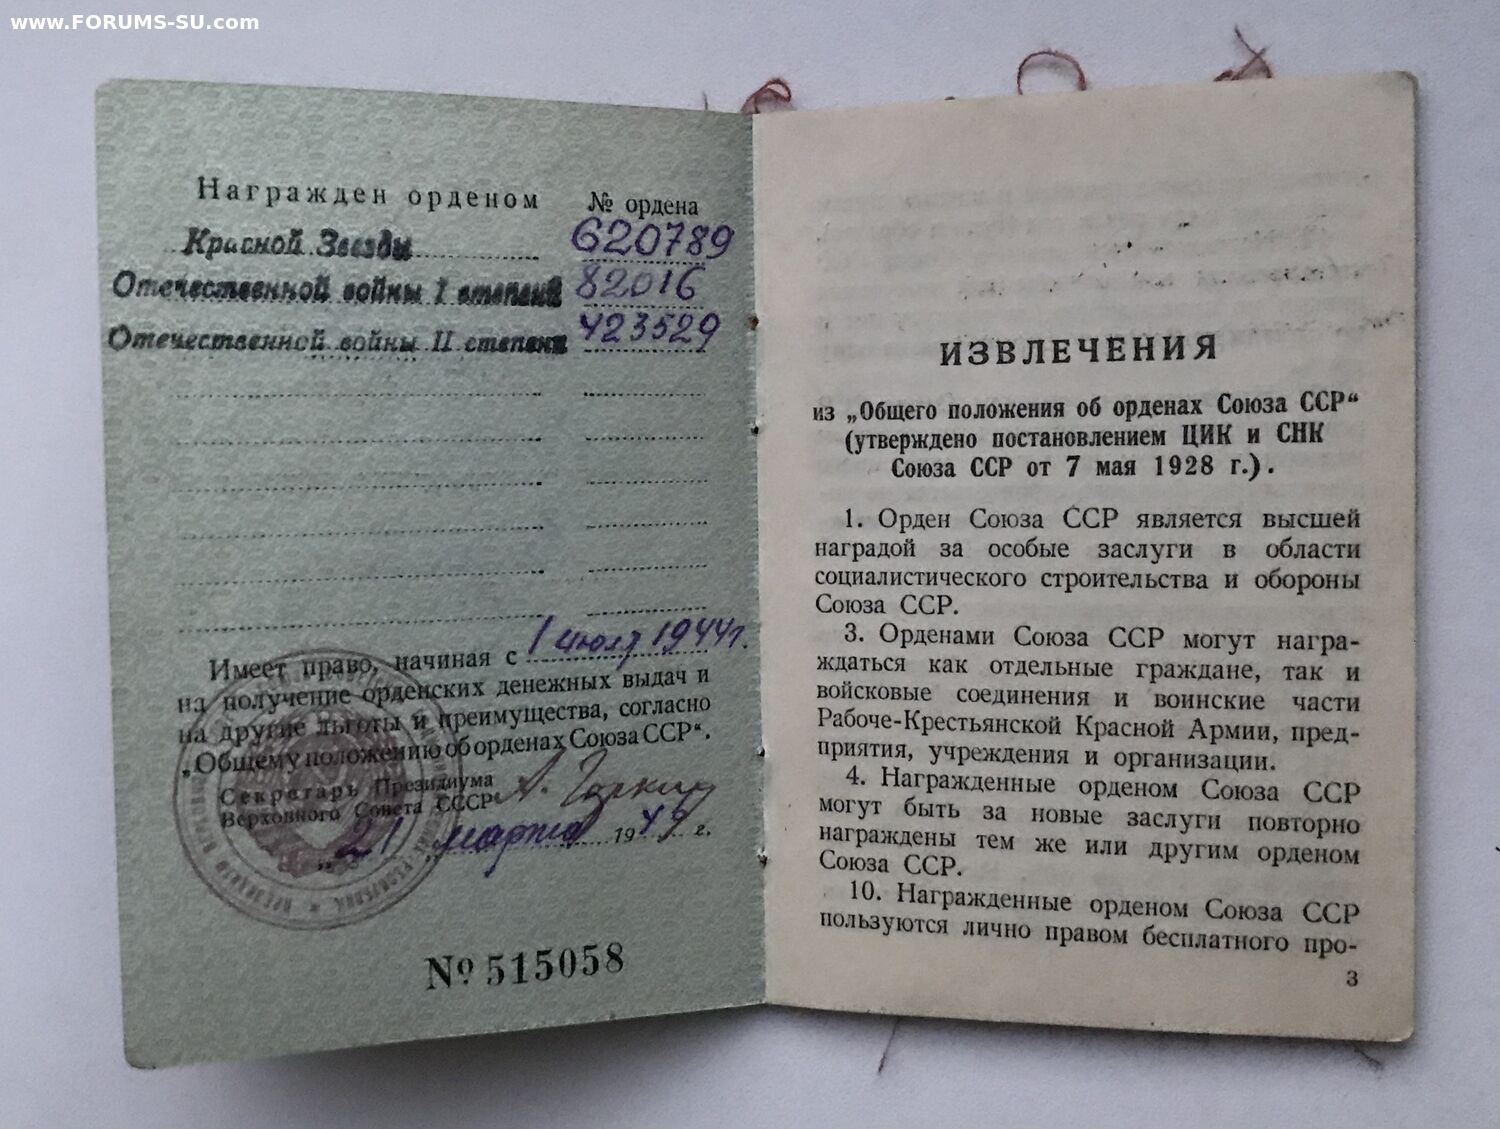 www.FORUMS-SU.com
Награжден орденом № ордена
Красной Звезды 620789
Отечественной войны I степени 82016
Отечественной войны II степени 423529
Имеет право, начиная с 1 июля 1944 г.
на получение орденских денежных выдач и
на другие льготы и преимущества, согласно
„Общему положению об орденах Союза ССР“.
Секретарь Президиума
Верховного Совета СССР А. Горкин
„21“ марта 1949 г.
№ 515058
ИЗВЛЕЧЕНИЯ
из „Общего положения об орденах Союза ССР“
(утверждено постановлением ЦИК и СНК
Союза ССР от 7 мая 1928 г.).
1. Орден Союза ССР является высшей
наградой за особые заслуги в области
социалистического строительства и обороны
Союза ССР.
3. Орденами Союза ССР могут награ-
ждаться как отдельные граждане, так и
войсковые соединения и воинские части
Рабоче-Крестьянской Красной Армии, пред-
приятия, учреждения и организации.
4. Награжденные орденом Союза ССР
могут быть за новые заслуги повторно
награждены тем же или другим орденом
Союза ССР.
10. Награжденные орденом Союза ССР
пользуются лично правом бесплатного про-
3